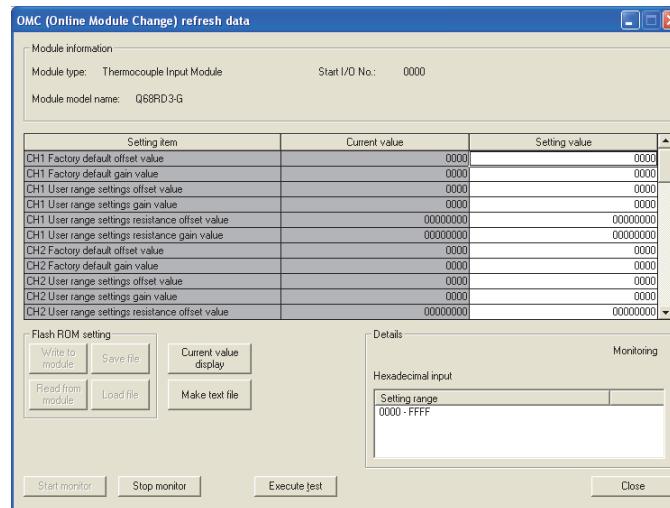 OMC (Online Module Change) refresh data
Module information
Module type: Thermocouple Input Module Start I/O No.: 0000
Module model name: Q68RD3-G
Setting item Current value Setting value
CH1 Factory default offset value 0000 0000
CH1 Factory default gain value 0000 0000
CH1 User range settings offset value 0000 0000
CH1 User range settings gain value 0000 0000
CH1 User range settings resistance offset value 00000000 00000000
CH1 User range settings resistance gain value 00000000 00000000
CH2 Factory default offset value 0000 0000
CH2 Factory default gain value 0000 0000
CH2 User range settings offset value 0000 0000
CH2 User range settings gain value 0000 0000
CH2 User range settings resistance offset value 00000000 00000000
Flash ROM setting
Write to module
Save file
Read from module
Load file
Current value display
Make text file
Details
Monitoring
Hexadecimal input
Setting range
0000 - FFFF
Start monitor Stop monitor Execute test Close